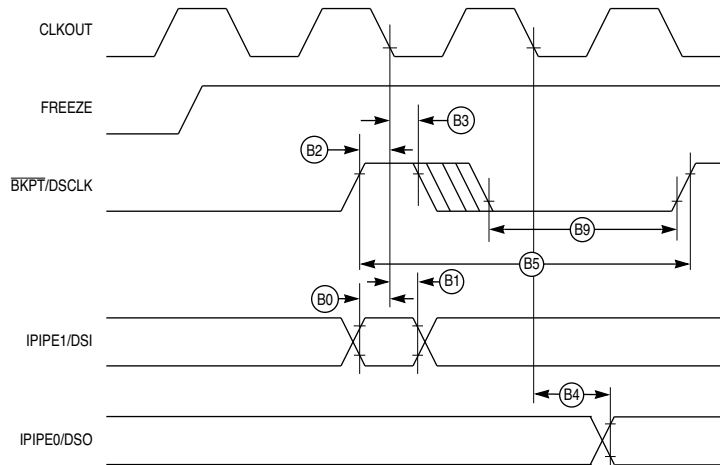 CLKOUT
FREEZE
B3
B2
BKPT/DSCLK
B9
B5
B1
B0
IPIPE1/DSI
B4
IPIPE0/DSO